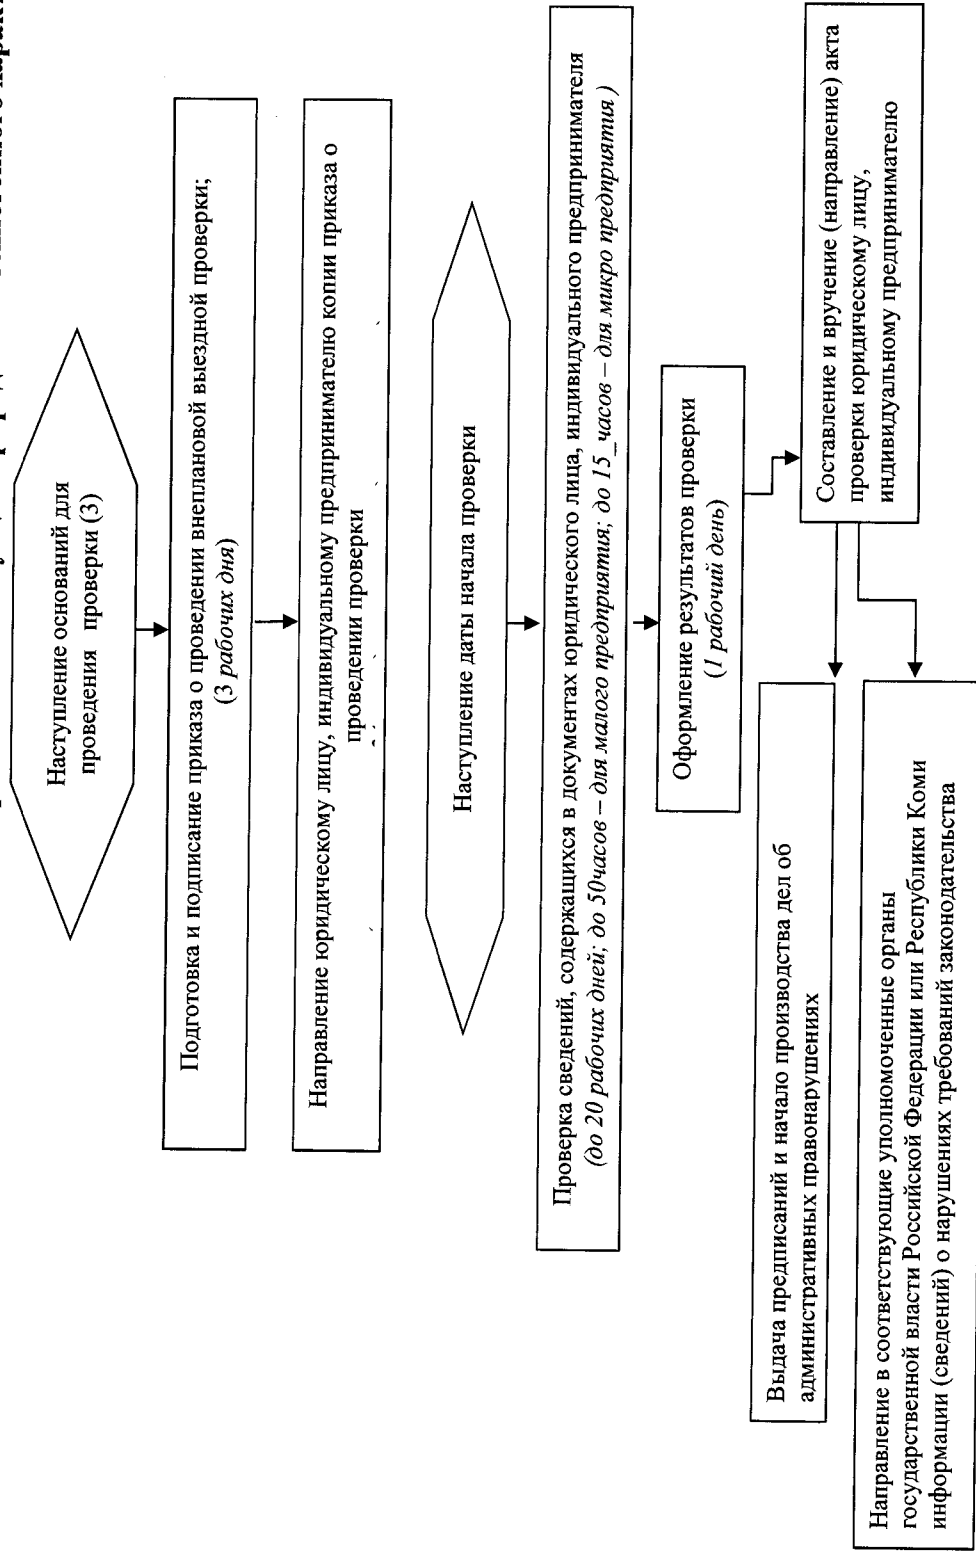 Наступление оснований для
проведения проверки (3)
Подготовка и подписание приказа о проведении внеплановой выездной проверки;
(3 рабочих дня)
Направление юридическому лицу, индивидуальному предпринимателю копии приказа о
проведении проверки
Наступление даты начала проверки
Проверка сведений, содержащихся в документах юридического лица, индивидуального предпринимателя
(до 20 рабочих дней; до 50часов – для малого предприятия; до 15_часов – для микро предприятия )
Оформление результатов проверки
(1 рабочий день)
Составление и вручение (направление) акта
проверки юридическому лицу,
индивидуальному предпринимателю
Выдача предписаний и начало производства дел об
административных правонарушениях
Направление в соответствующие уполномоченные органы
государственной власти Российской Федерации или Республики Коми
информации (сведений) о нарушениях требований законодательства